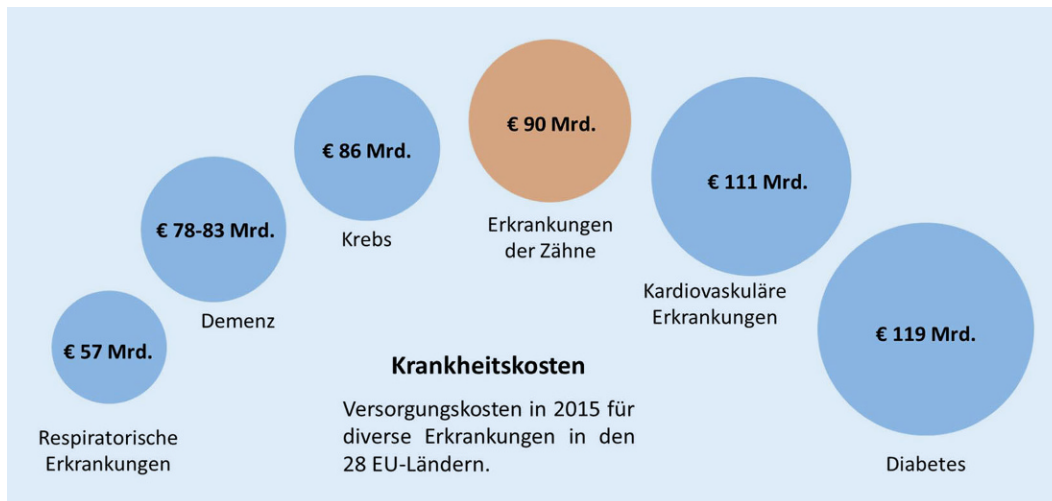 € 57 Mrd.
Respiratorische
Erkrankungen
€ 78-83 Mrd.
Demenz
€ 86 Mrd.
Krebs
€ 90 Mrd.
Erkrankungen
der Zähne
€ 111 Mrd.
Kardiovaskuläre
Erkrankungen
€ 119 Mrd.
Diabetes
Krankheitskosten
Versorgungskosten in 2015 für
diverse Erkrankungen in den
28 EU-Ländern.